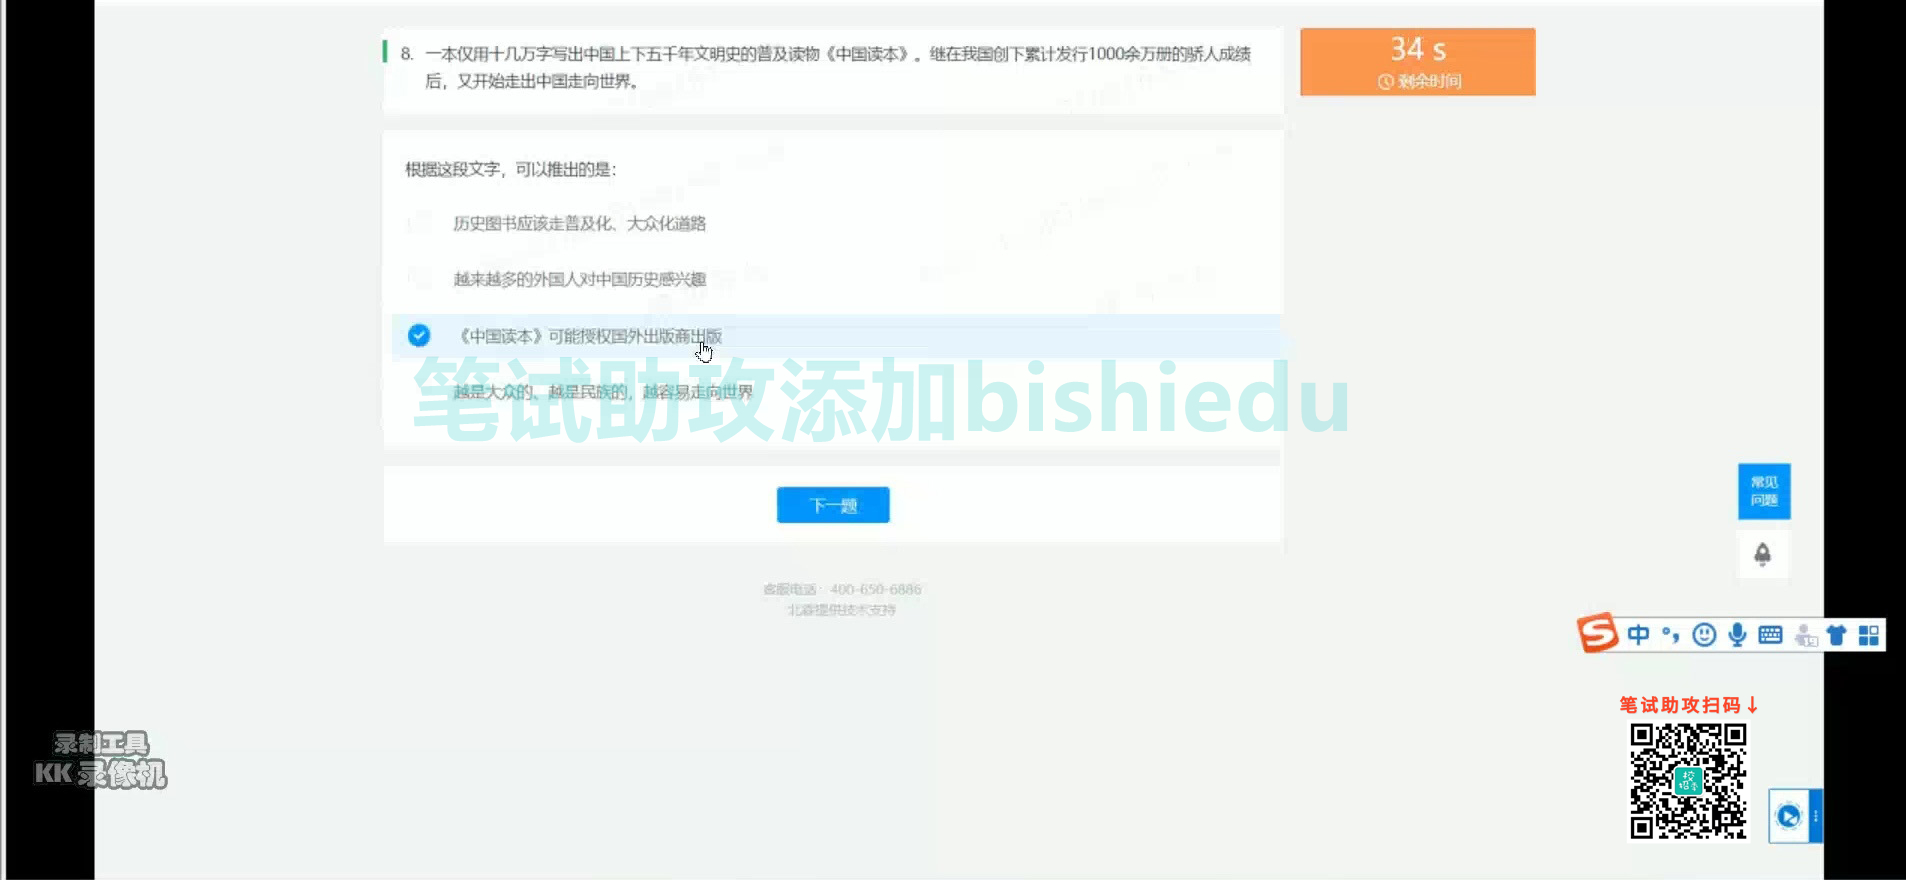 8. 一本仅用十几万字写出中国上下五千年文明史的普及读物《中国读本》。继在我国创下累计发行1000余万册的骄人成绩
后，又开始走出中国走向世界。
34 s
剩余时间
根据这段文字，可以推出的是：
历史图书应该走普及化、大众化道路
越来越多的外国人对中国历史感兴趣
《中国读本》可能授权国外出版商出版
越是大众的、越是民族的，越容易走向世界
笔试助攻添加bishiedu
下一题
常见
问题
客服电话：400-650-6886
北森提供技术支持
中
笔试助攻扫码↓
录制工具
KK 录像机